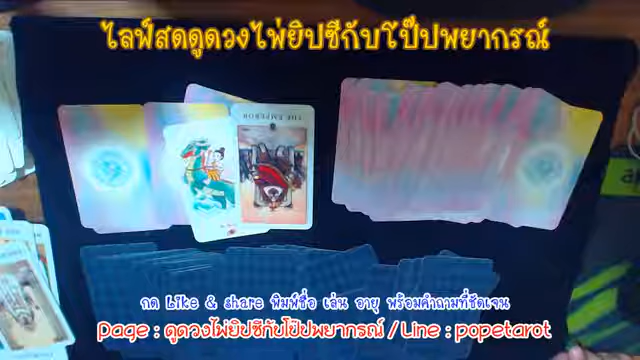 ไลฟ์สดดูดวงไพ่ยิปซีกับโป๊ปพยากรณ์
THE EMPEROR
กด Like & share พิมพ์ชื่อ เล่น อายุ พร้อมคำถามที่ชัดเจน
Page : ดูดวงไพ่ยิปซีกับโป๊ปพยากรณ์ / Line : popetarot